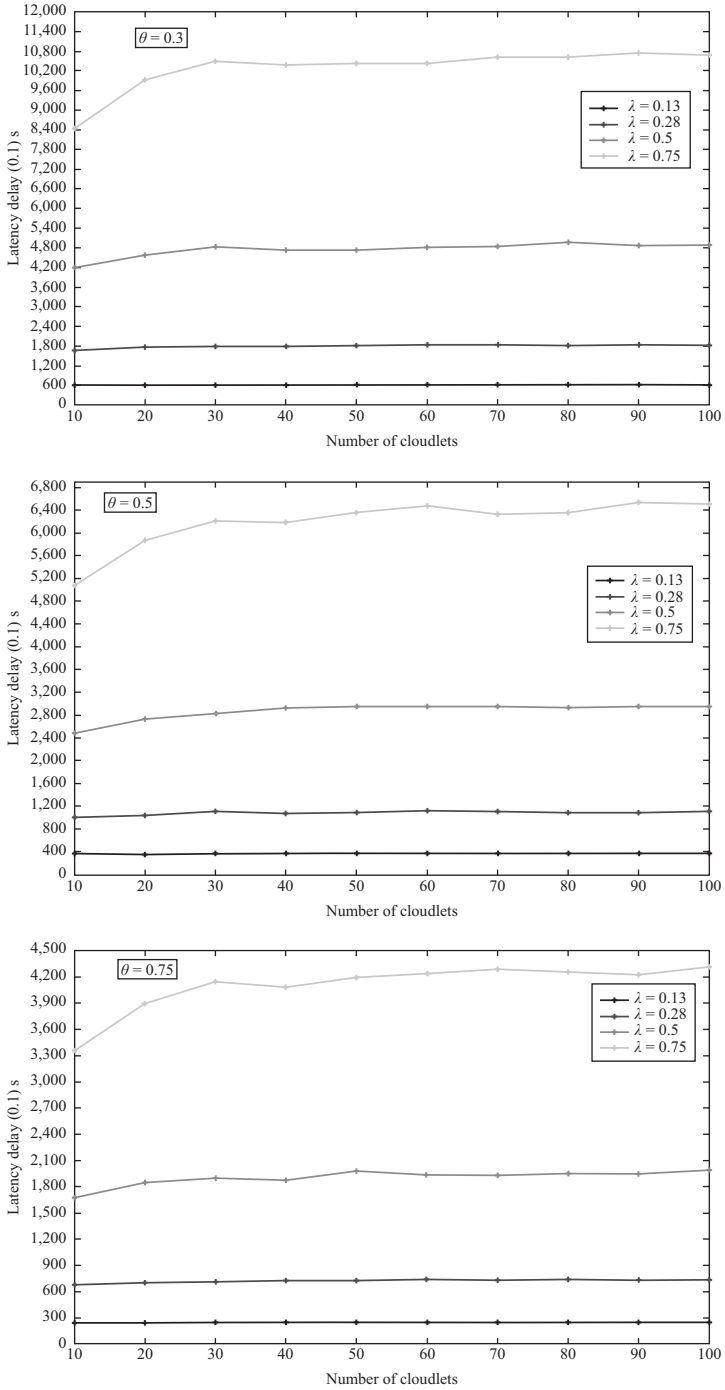 12,000
10,800
10,200
9,600
9,000
8,400
7,800
7,200
6,600
6,000
5,400
4,800
4,200
3,600
3,000
2,400
1,800
1,200
600
0
Latency delay (0.1) s
θ = 0.3
λ = 0.13
λ = 0.28
λ = 0.5
λ = 0.75
10 20 30 40 50 60 70 80 90 100
Number of cloudlets
6,800
6,400
6,000
5,600
5,200
4,800
4,400
4,000
3,600
3,200
2,800
2,400
2,000
1,600
1,200
800
400
0
Latency delay (0.1) s
θ = 0.5
λ = 0.13
λ = 0.28
λ = 0.5
λ = 0.75
10 20 30 40 50 60 70 80 90 100
Number of cloudlets
4,500
4,200
3,900
3,600
3,300
3,000
2,700
2,400
2,100
1,800
1,500
1,200
900
600
300
0
Latency delay (0.1) s
θ = 0.75
λ = 0.13
λ = 0.28
λ = 0.5
λ = 0.75
10 20 30 40 50 60 70 80 90 100
Number of cloudlets